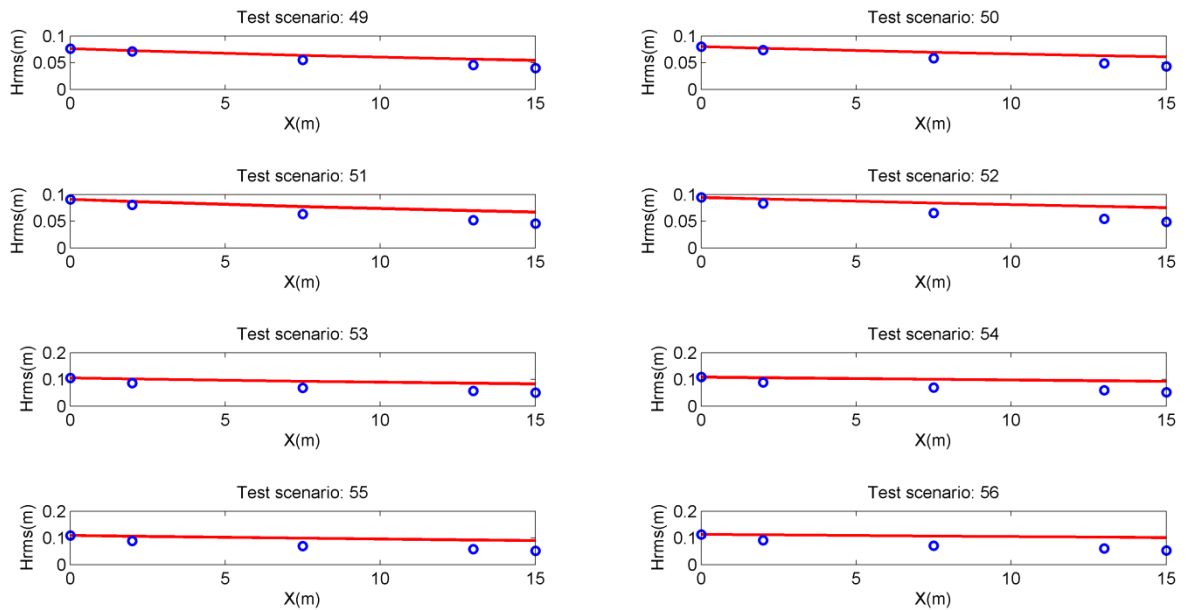 Test scenario: 49
0.1
0.05
0
Hrms(m)
0 5 10 15
X(m)
Test scenario: 50
0.1
0.05
0
Hrms(m)
0 5 10 15
X(m)
Test scenario: 51
0.1
0.05
0
Hrms(m)
0 5 10 15
X(m)
Test scenario: 52
0.1
0.05
0
Hrms(m)
0 5 10 15
X(m)
Test scenario: 53
0.2
0.1
0
Hrms(m)
0 5 10 15
X(m)
Test scenario: 54
0.2
0.1
0
Hrms(m)
0 5 10 15
X(m)
Test scenario: 55
0.2
0.1
0
Hrms(m)
0 5 10 15
X(m)
Test scenario: 56
0.2
0.1
0
Hrms(m)
0 5 10 15
X(m)